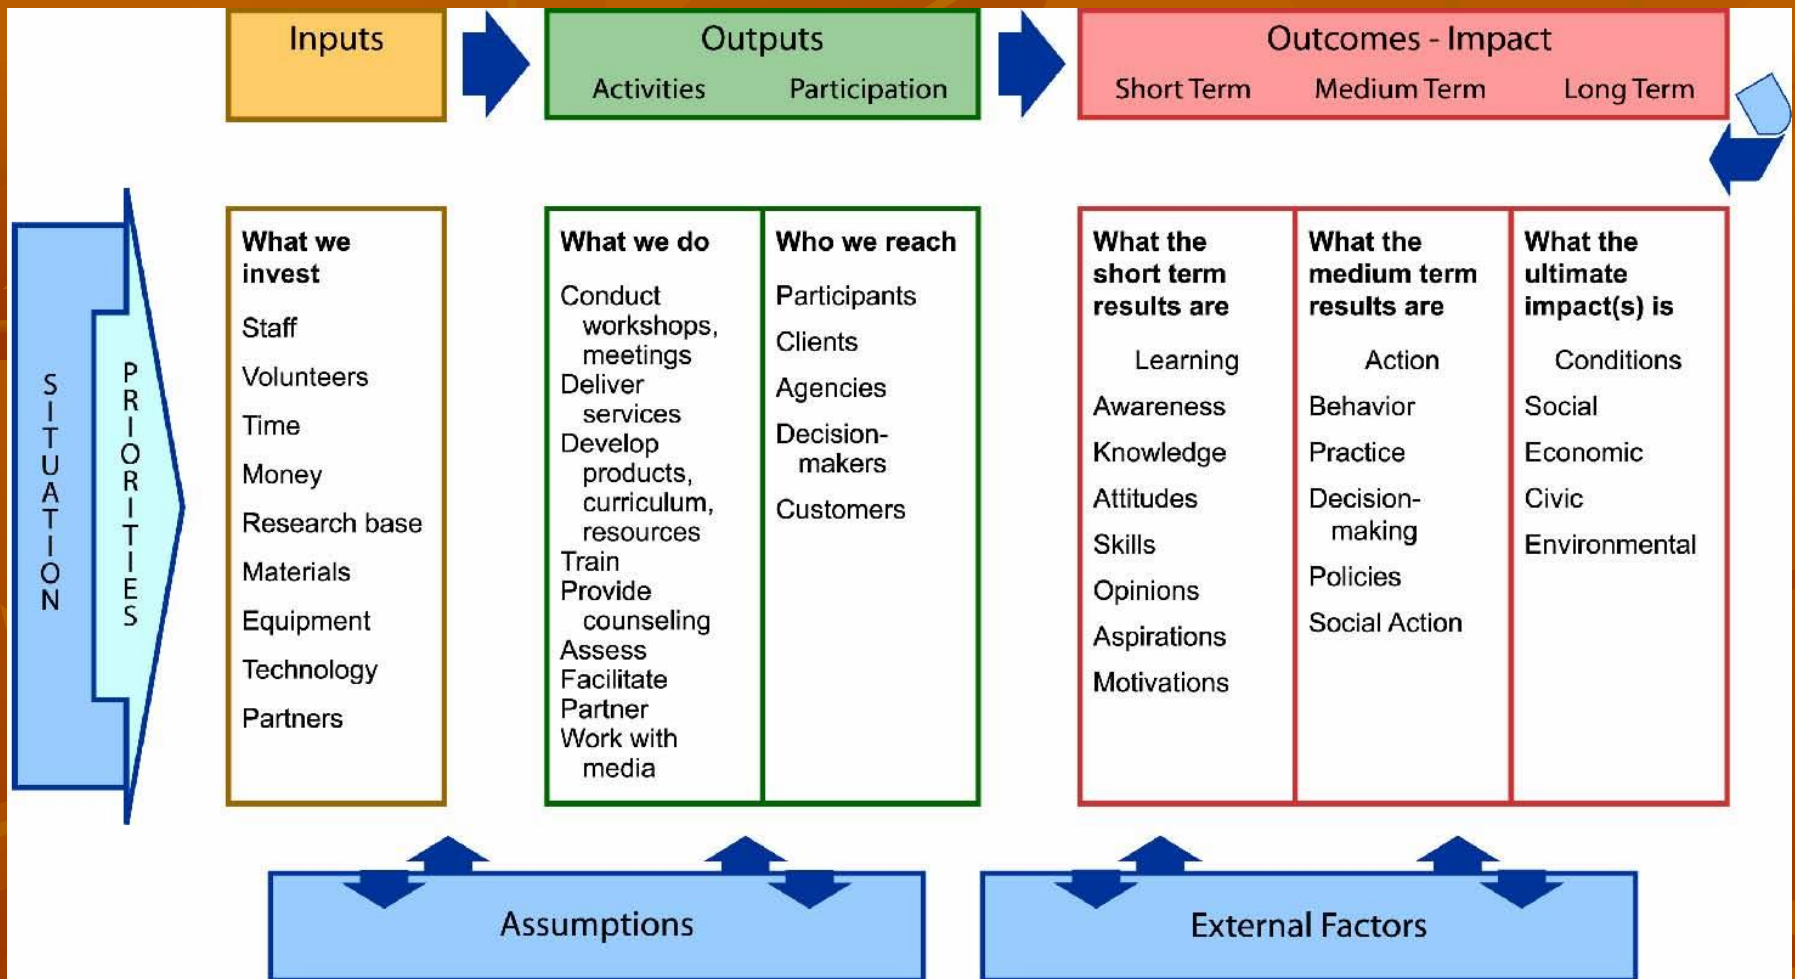 Inputs
Outputs
Activities Participation
Outcomes - Impact
Short Term Medium Term Long Term
SITUATION
PRIORITIES
What we
invest
Staff
Volunteers
Time
Money
Research base
Materials
Equipment
Technology
Partners
What we do
Conduct
workshops,
meetings
Deliver
services
Develop
products,
curriculum,
resources
Train
Provide
counseling
Assess
Facilitate
Partner
Work with
media
Who we reach
Participants
Clients
Agencies
Decision-
makers
Customers
What the
short term
results are
Learning
Awareness
Knowledge
Attitudes
Skills
Opinions
Aspirations
Motivations
What the
medium term
results are
Action
Behavior
Practice
Decision-
making
Policies
Social Action
What the
ultimate
impact(s) is
Conditions
Social
Economic
Civic
Environmental
Assumptions
External Factors